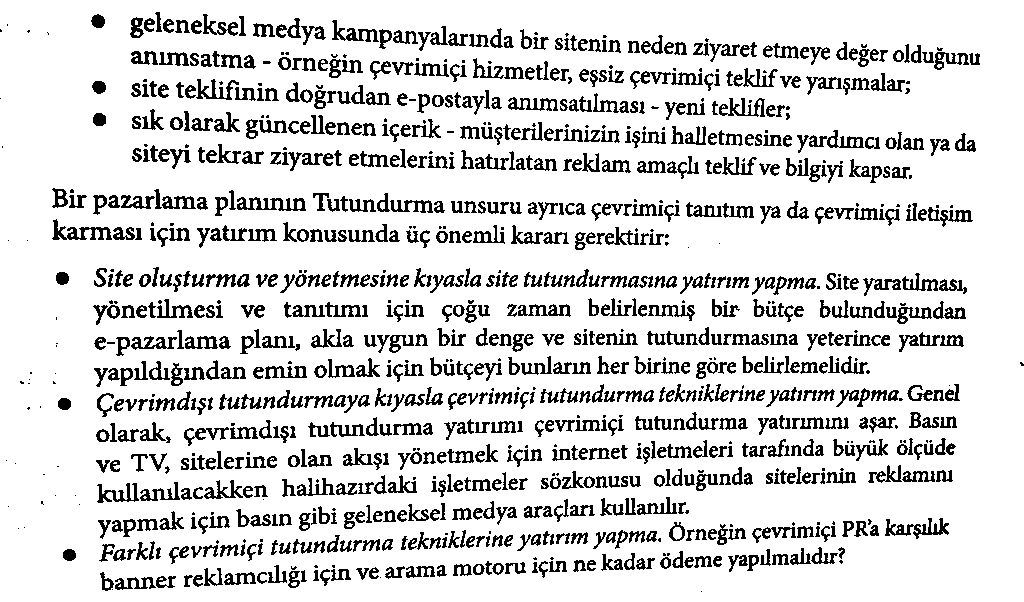 ● geleneksel medya kampanyalarında bir sitenin neden ziyaret etmeye değer olduğunu
anımsatma - örneğin çevrimiçi hizmetler, eşsiz çevrimiçi teklif ve yarışmalar;
● site teklifinin doğrudan e-postayla anımsatılması - yeni teklifler;
● sık olarak güncellenen içerik - müşterilerinizin işini halletmesine yardımcı olan ya da
siteyi tekrar ziyaret etmelerini hatırlatan reklam amaçlı teklif ve bilgiyi kapsar.
Bir pazarlama planının Tutundurma unsuru ayrıca çevrimiçi tanıtım ya da çevrimiçi iletişim
karması için yatırım konusunda üç önemli kararı gerektirir:
● Site oluşturma ve yönetmesine kıyasla site tutundurmasına yatırım yapma. Site yaratılması,
yönetilmesi ve tanıtımı için çoğu zaman belirlenmiş bir bütçe bulunduğundan
e-pazarlama planı, akla uygun bir denge ve sitenin tutundurmasına yeterince yatırım
yapıldığından emin olmak için bütçeyi bunların her birine göre belirlemelidir.
● Çevrimdışı tutundurmaya kıyasla çevrimiçi tutundurma tekniklerine yatırım yapma. Genel
olarak, çevrimdışı tutundurma yatırımı çevrimiçi tutundurma yatırımını aşar. Basın
ve TV, sitelerine olan akışı yönetmek için internet işletmeleri tarafında büyük ölçüde
kullanılacakken halihazırdaki işletmeler sözkonusu olduğunda sitelerinin reklamını
yapmak için basın gibi geleneksel medya araçları kullanılır.
● Farklı çevrimiçi tutundurma tekniklerine yatırım yapma. Örneğin çevrimiçi PR'a karşılık
banner reklamcılığı için ve arama motoru için ne kadar ödeme yapılmalıdır?